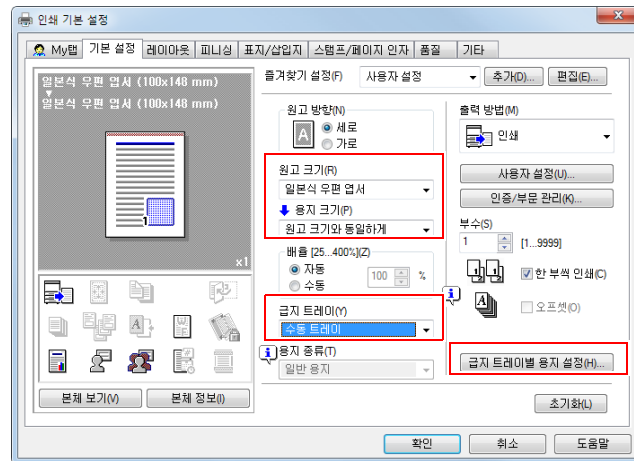 인쇄 기본 설정
My탭 기본 설정 레이아웃 피니싱 표지/삽입지 스탬프/페이지 인자 품질 기타
일본식 우편 엽서 (100x148 mm)
일본식 우편 엽서 (100x148 mm)
1
x1
본체 보기(V) 본체 정보(I)
즐겨찾기 설정(F) 사용자 설정 추가(D)... 편집(E)...
원고 방향(N)
A
세로
가로
원고 크기(R)
일본식 우편 엽서
용지 크기(P)
원고 크기와 동일하게
배율 [25...400%](Z)
자동
수동
100 %
급지 트레이(Y)
수동 트레이
용지 종류(T)
일반 용지
출력 방법(M)
인쇄
사용자 설정(U)...
인증/부문 관리(K)...
부수(S)
1 [1...9999]
한 부씩 인쇄(C)
오프셋(O)
급지 트레이별 용지 설정(H)...
초기화(L)
확인 취소 도움말